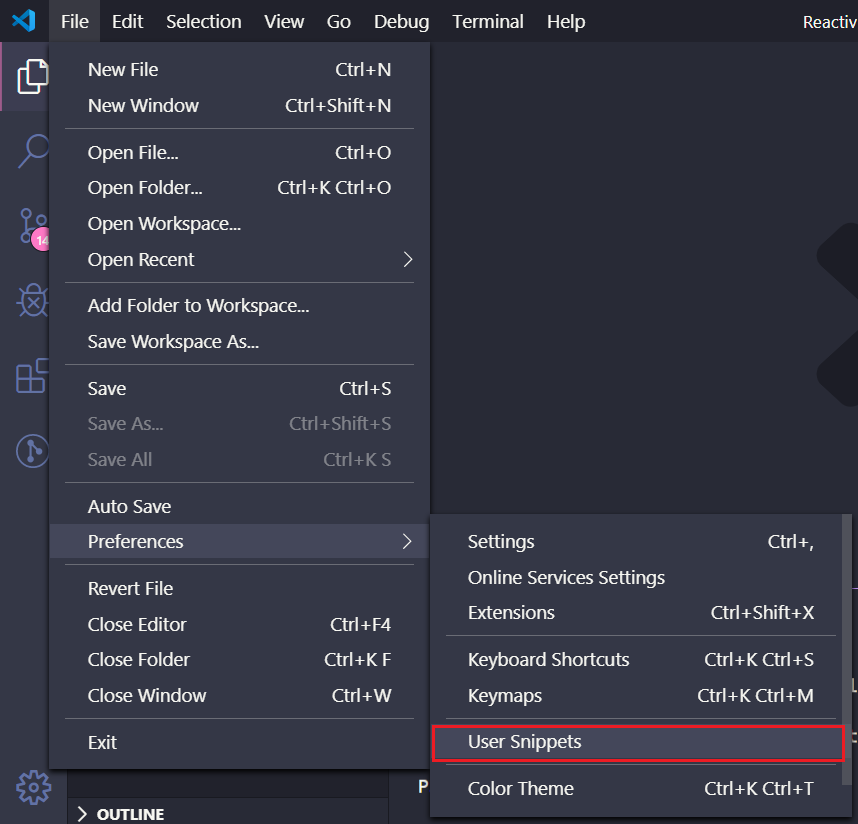 File Edit Selection View Go Debug Terminal Help Reactiv
New File Ctrl+N
New Window Ctrl+Shift+N
Open File... Ctrl+O
Open Folder... Ctrl+K Ctrl+O
Open Workspace...
Open Recent
Add Folder to Workspace...
Save Workspace As...
Save Ctrl+S
Save As... Ctrl+Shift+S
Save All Ctrl+K S
Auto Save
Preferences
Revert File
Close Editor Ctrl+F4
Close Folder Ctrl+K F
Close Window Ctrl+W
Exit
Settings Ctrl+,
Online Services Settings
Extensions Ctrl+Shift+X
Keyboard Shortcuts Ctrl+K Ctrl+S
Keymaps Ctrl+K Ctrl+M
User Snippets
Color Theme Ctrl+K Ctrl+T
14
P
OUTLINE